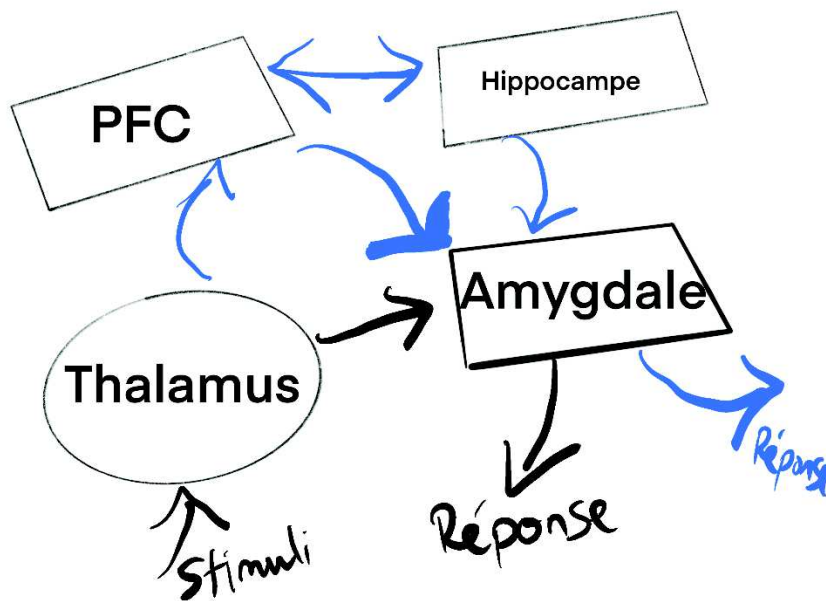 PFC
Hippocampe
Amygdale
Thalamus
Réponse
Réponse
Stimuli